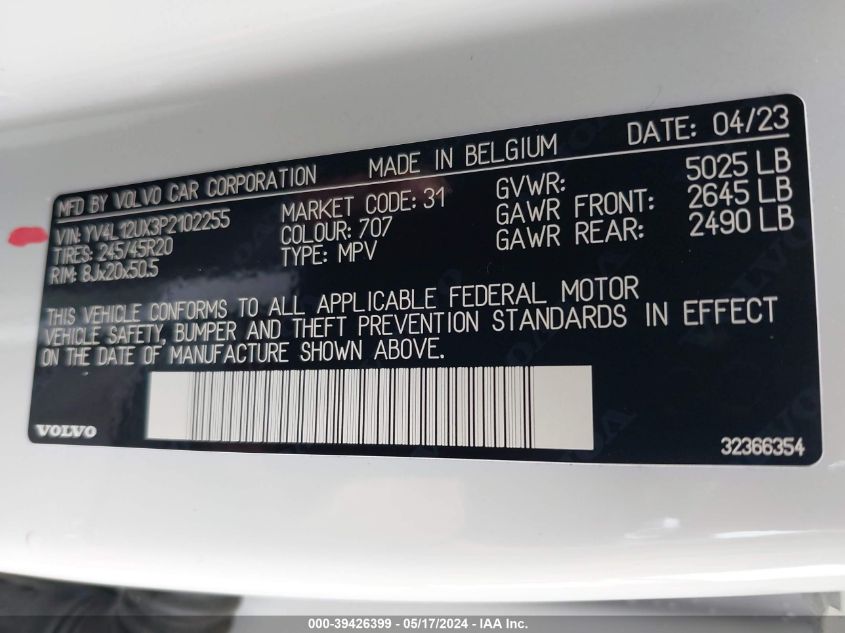 DATE: 04/23
MFD BY VOLVO CAR CORPORATION MADE IN BELGIUM
VIN: YV4L12UX3P2102255 MARKET CODE: 31 GVWR: 5025 LB
TIRES: 245/45R20 COLOUR: 707 GAWR FRONT: 2645 LB
RIM: 8Jx20x50.5 TYPE: MPV GAWR REAR: 2490 LB
THIS VEHICLE CONFORMS TO ALL APPLICABLE FEDERAL MOTOR
VEHICLE SAFETY, BUMPER AND THEFT PREVENTION STANDARDS IN EFFECT
ON THE DATE OF MANUFACTURE SHOWN ABOVE.
VOLVO 32366354
000-39426399 — 05/17/2024 - IAA Inc.